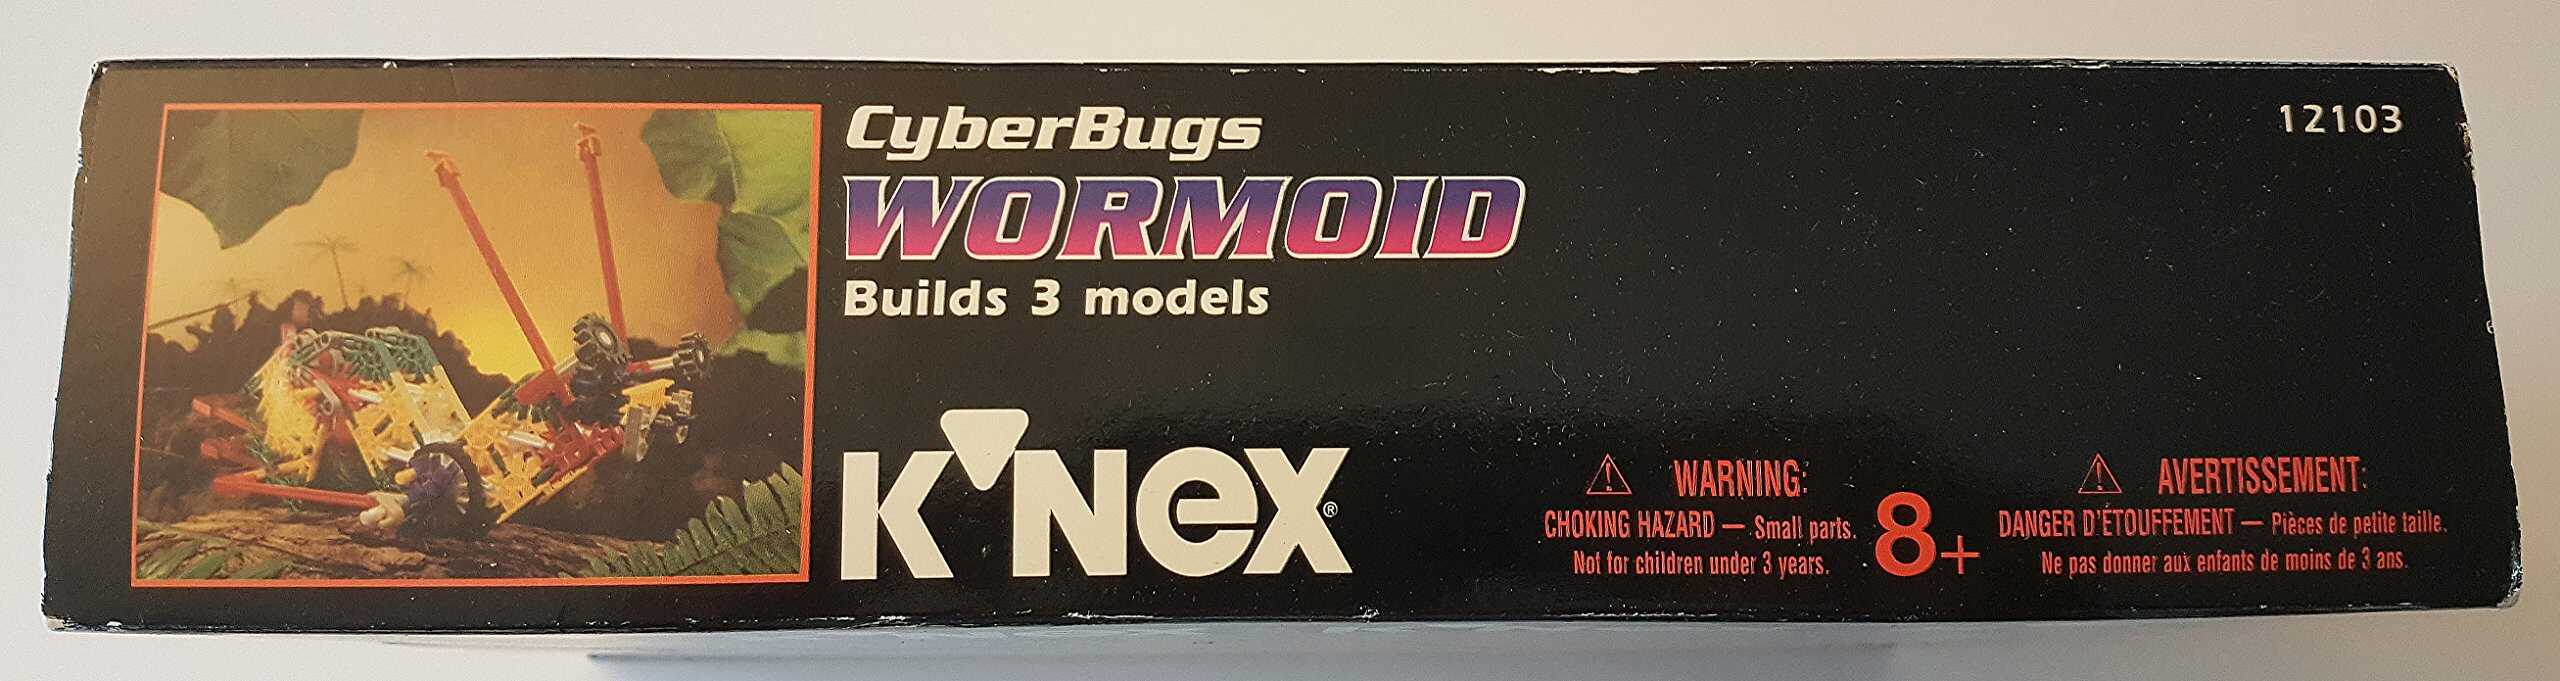 CyberBugs
WORMOID
Builds 3 models
K'NEX®
12103
WARNING:
CHOKING HAZARD — Small parts.
Not for children under 3 years.
8+
AVERTISSEMENT:
DANGER D'ÉTOUFFEMENT — Pièces de petite taille.
Ne pas donner aux enfants de moins de 3 ans.